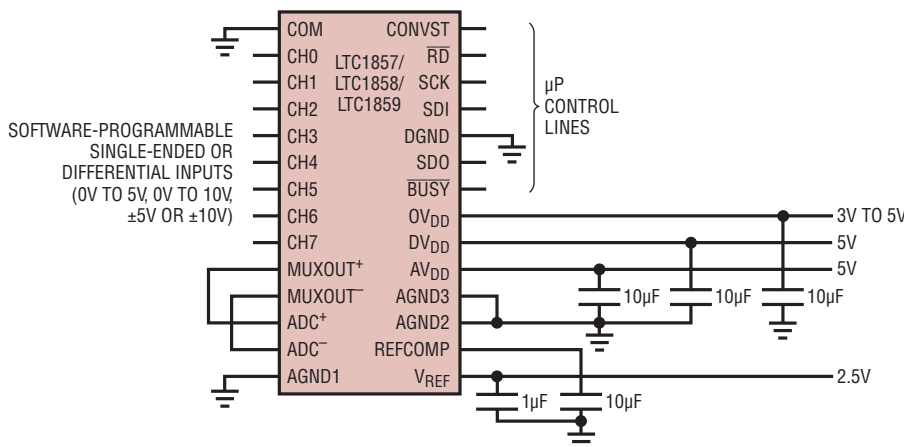 COM
CH0
CH1
CH2
CH3
CH4
CH5
CH6
CH7
MUXOUT+
MUXOUT–
ADC+
ADC–
AGND1
LTC1857/
LTC1858/
LTC1859
CONVST
R̅D̅
SCK
SDI
DGND
SDO
B̅U̅S̅Y̅
OVDD
DVDD
AVDD
AGND3
AGND2
REFCOMP
VREF
SOFTWARE-PROGRAMMABLE
SINGLE-ENDED OR
DIFFERENTIAL INPUTS
(0V TO 5V, 0V TO 10V,
±5V OR ±10V)
µP
CONTROL
LINES
3V TO 5V
5V
5V
10µF
10µF
10µF
2.5V
1µF
10µF